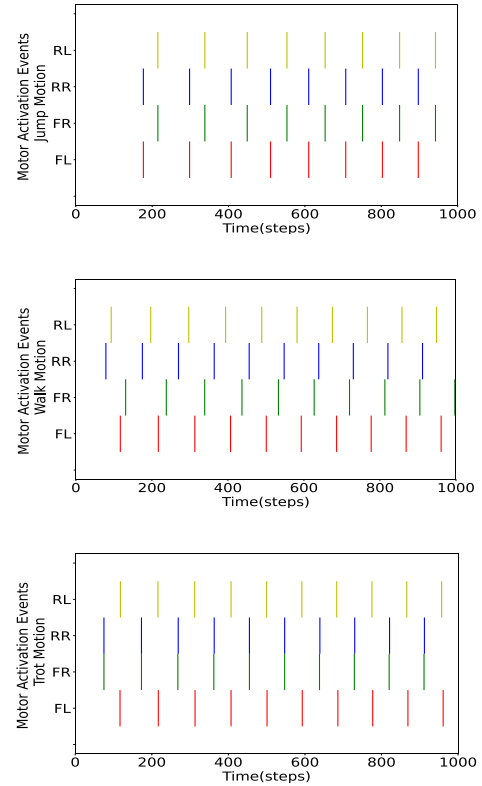 Motor Activation Events
Jump Motion
RL
RR
FR
FL
0 200 400 600 800 1000
Time(steps)
Motor Activation Events
Walk Motion
RL
RR
FR
FL
0 200 400 600 800 1000
Time(steps)
Motor Activation Events
Trot Motion
RL
RR
FR
FL
0 200 400 600 800 1000
Time(steps)